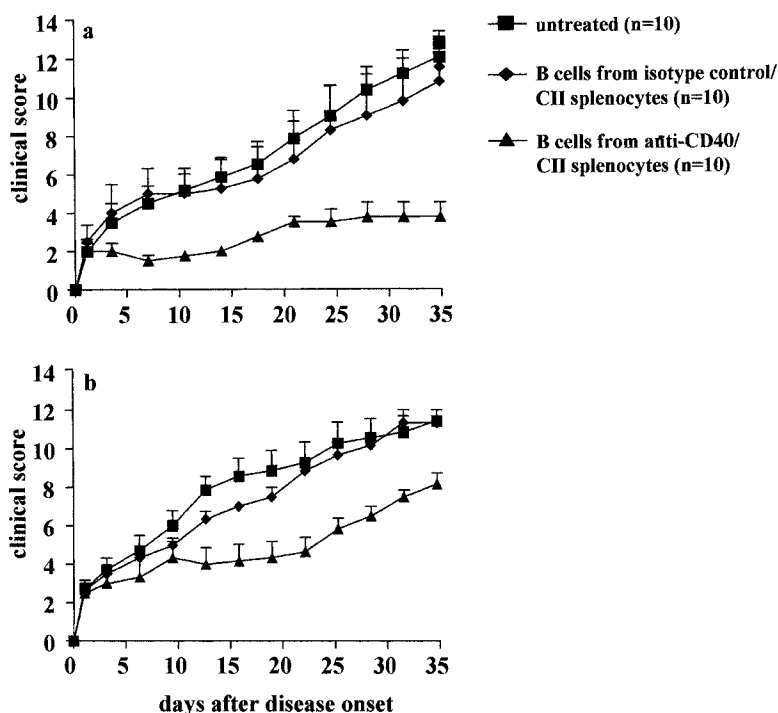 a
14
12
10
8
6
4
2
0
clinical score
0 5 10 15 20 25 30 35
untreated (n=10)
B cells from isotype control/
CII splenocytes (n=10)
B cells from anti-CD40/
CII splenocytes (n=10)
b
14
12
10
8
6
4
2
0
clinical score
0 5 10 15 20 25 30 35
days after disease onset